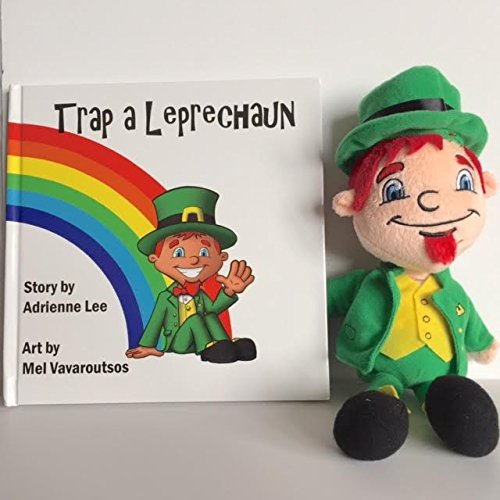 Trap a Leprechaun
Story by
Adrienne Lee
Art by
Mel Vavaroutsos